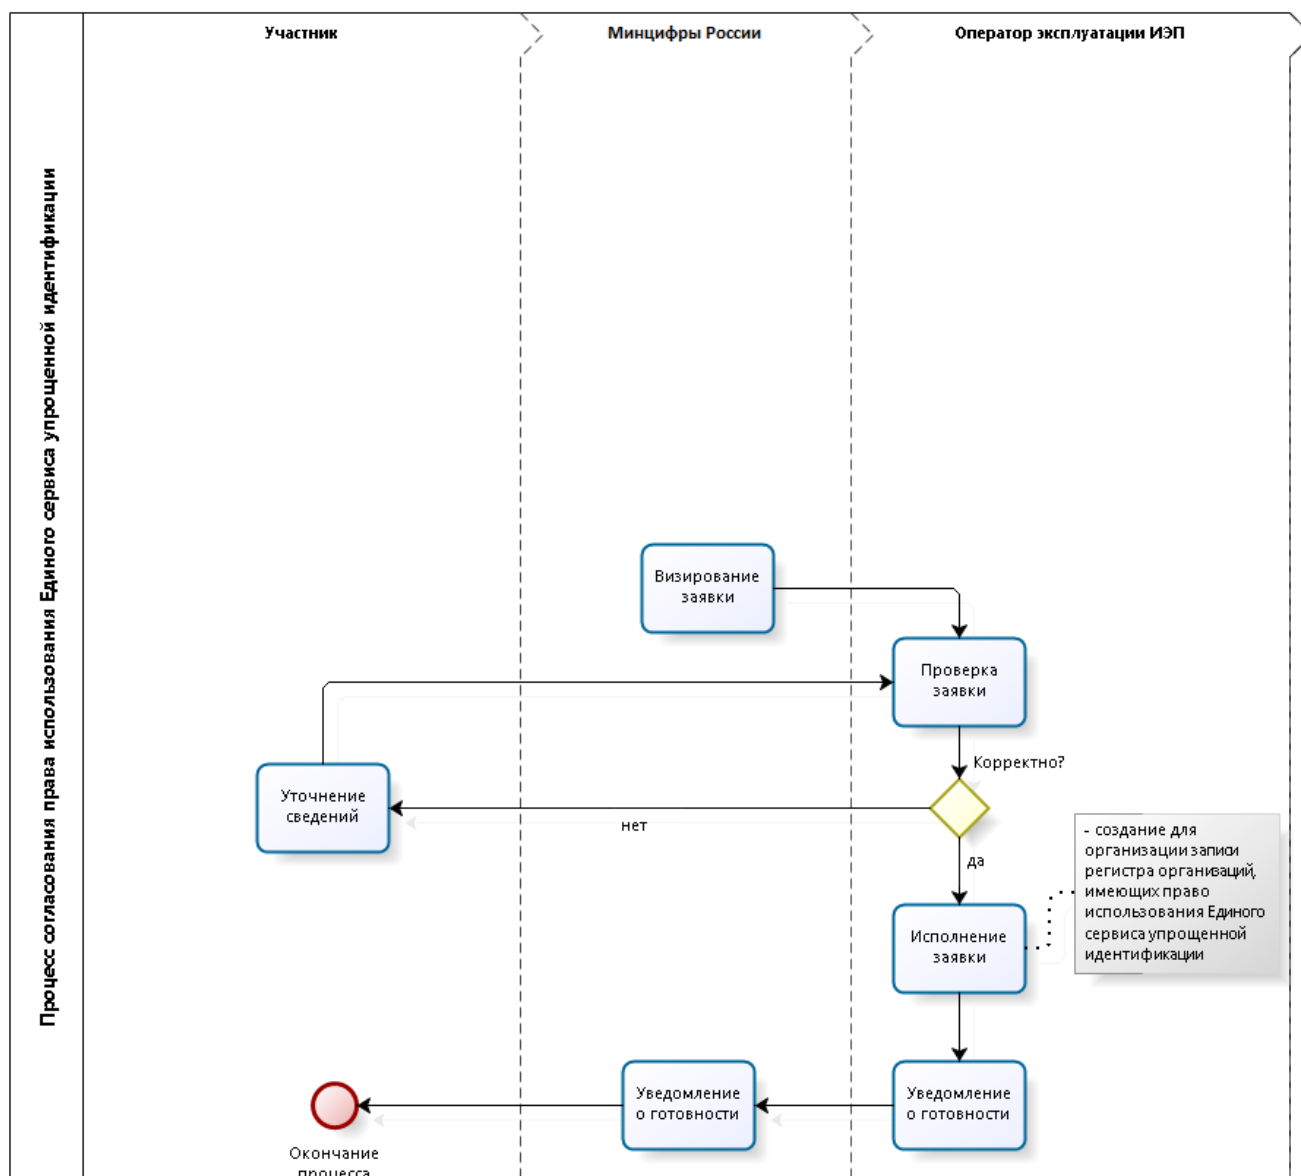 Участник
Минцифры России
Оператор эксплуатации ИЭП
Процесс согласования права использования Единого сервиса упрощенной идентификации
Визирование
заявки
Проверка
заявки
Корректно?
Уточнение
сведений
нет
да
- создание для
организации записи
регистра организаций,
имеющих право
использования Единого
сервиса упрощенной
идентификации
Исполнение
заявки
Уведомление
о готовности
Уведомление
о готовности
Окончание
процесса